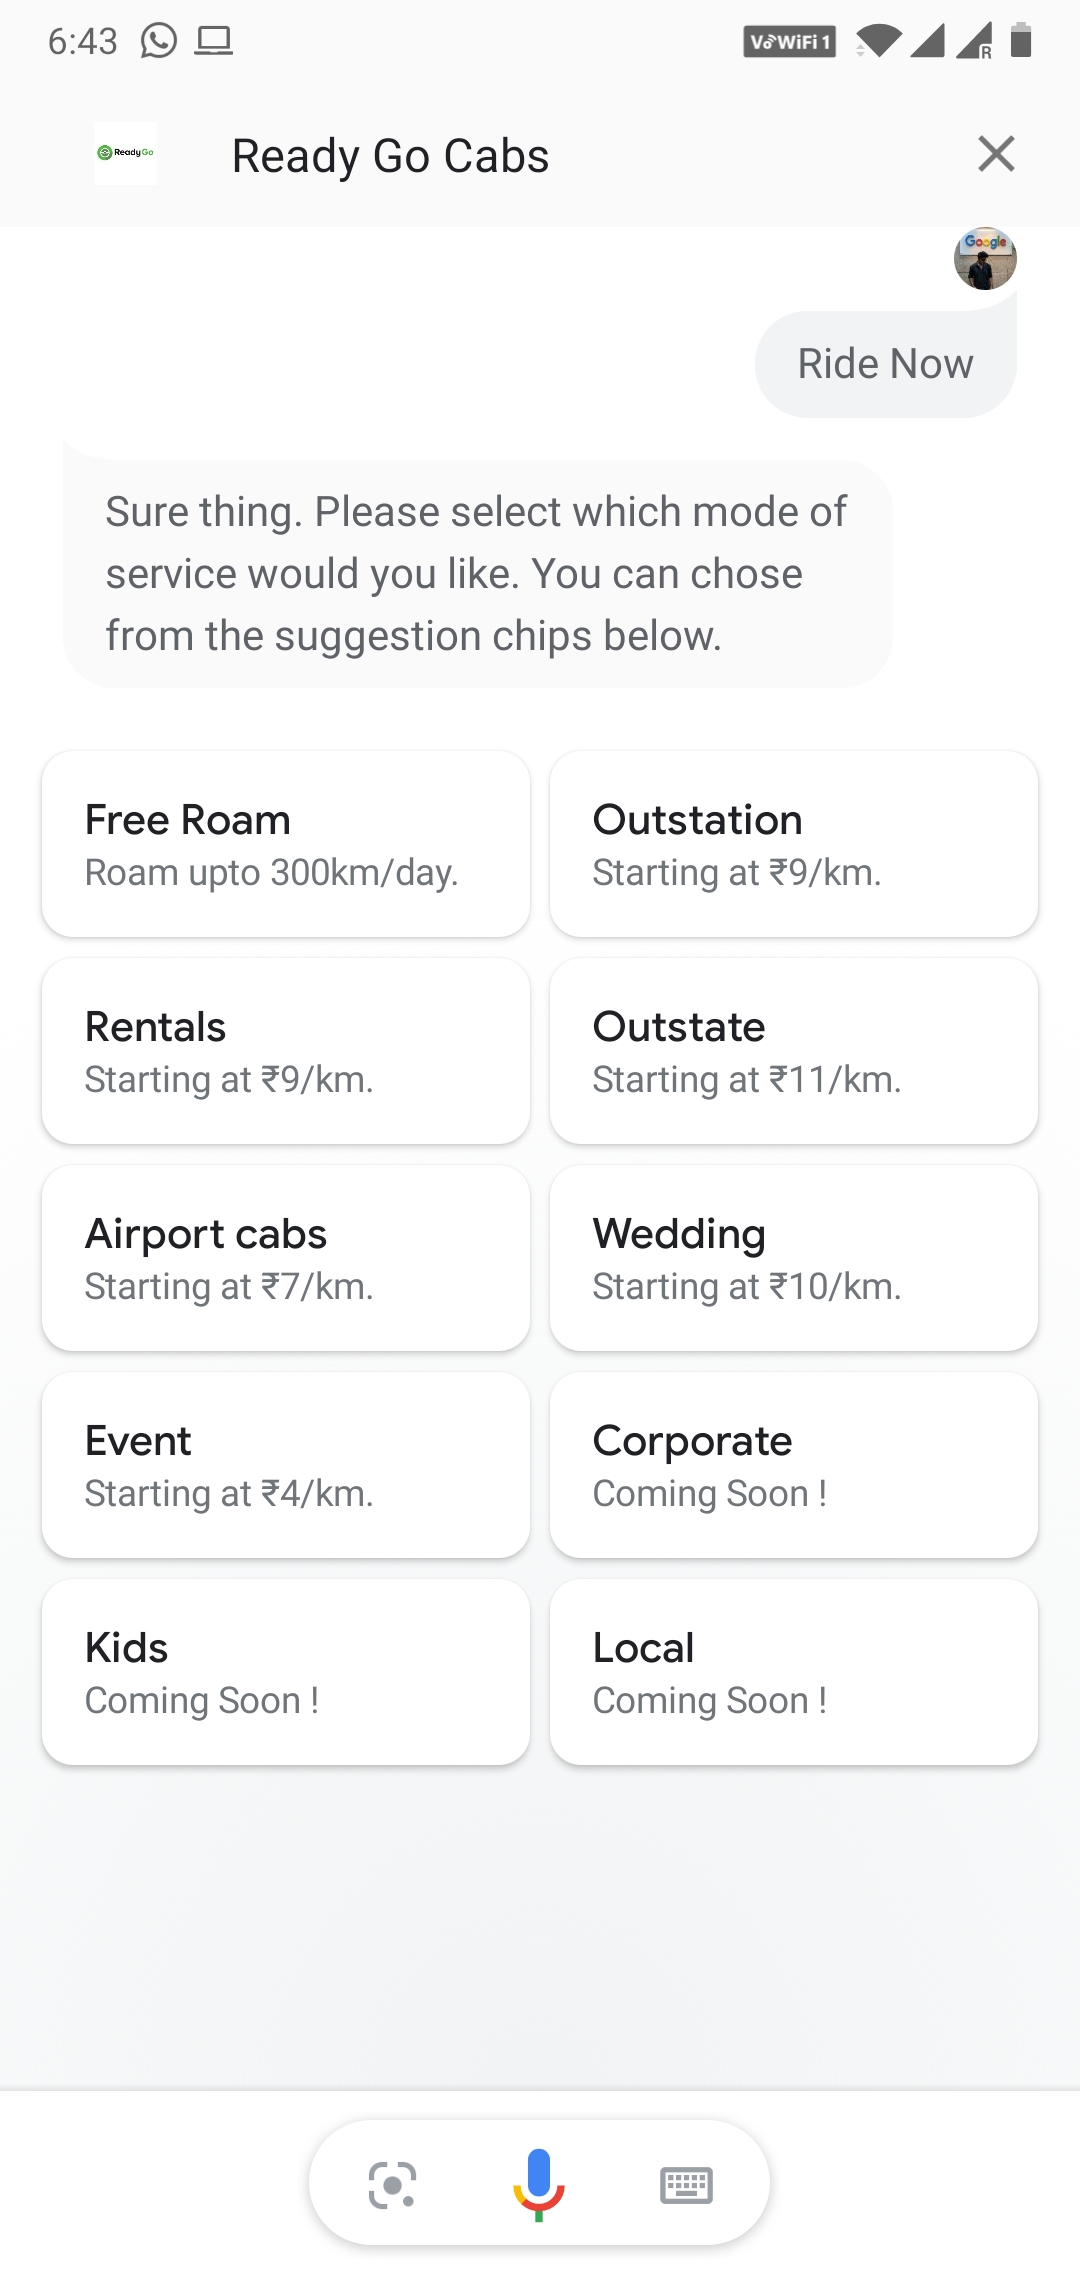 6:43
VoWiFi 1
R
ReadyGo
Ready Go Cabs
Google
Ride Now
Sure thing. Please select which mode of
service would you like. You can chose
from the suggestion chips below.
Free Roam
Roam upto 300km/day.
Outstation
Starting at ₹9/km.
Rentals
Starting at ₹9/km.
Outstate
Starting at ₹11/km.
Airport cabs
Starting at ₹7/km.
Wedding
Starting at ₹10/km.
Event
Starting at ₹4/km.
Corporate
Coming Soon !
Kids
Coming Soon !
Local
Coming Soon !